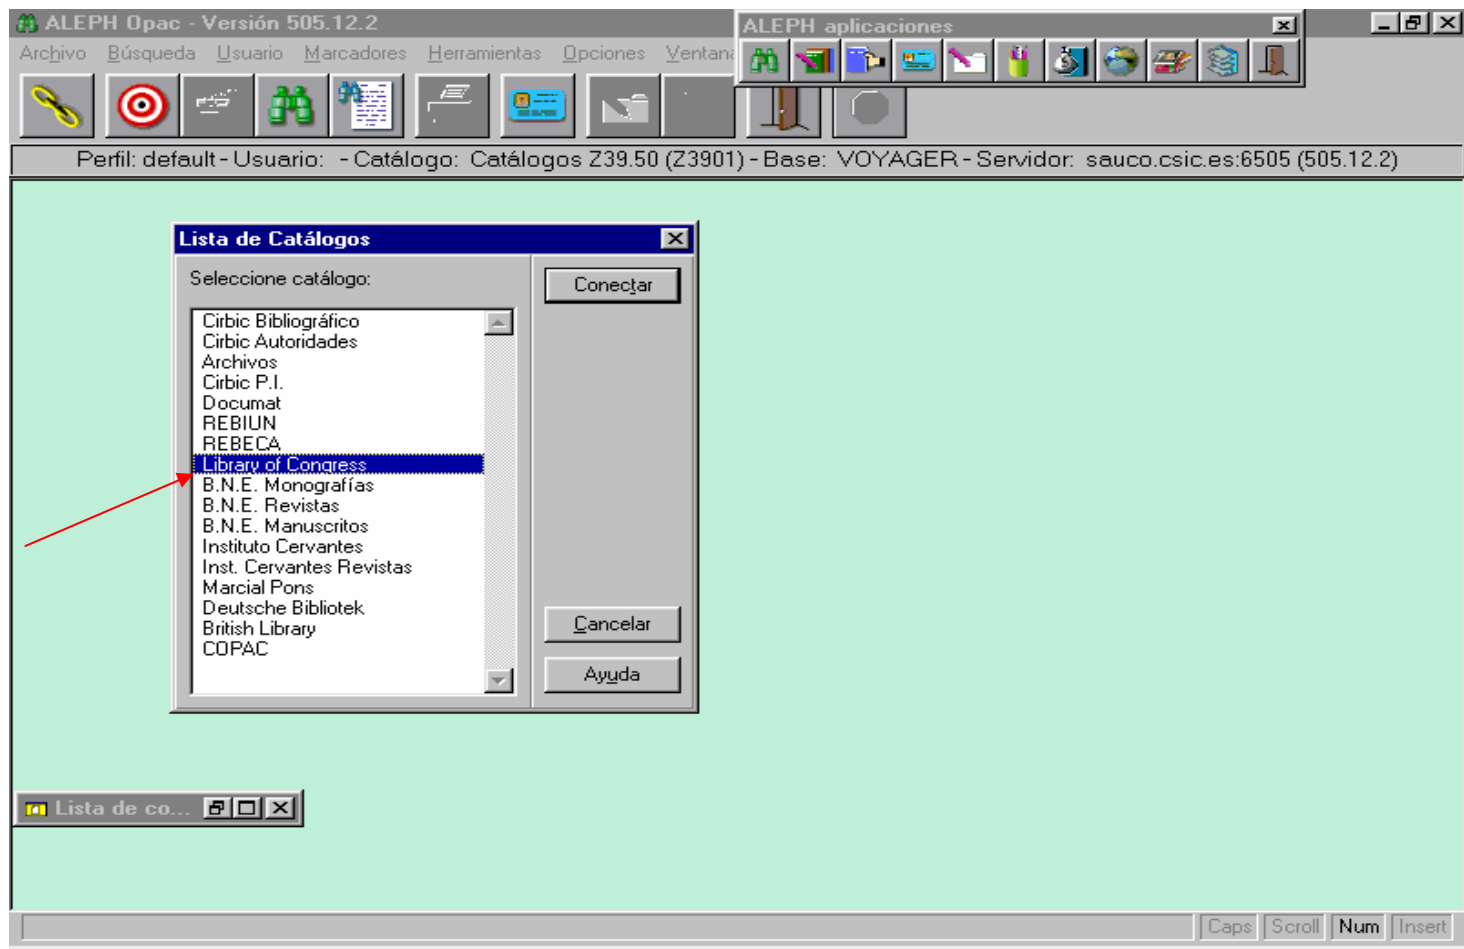 ALEPH Opac - Versión 505.12.2
ALEPH aplicaciones
Archivo Búsqueda Usuario Marcadores Herramientas Opciones Ventana
Perfil: default - Usuario: - Catálogo: Catálogos Z39.50 (Z3901) - Base: VOYAGER - Servidor: sauco.csic.es:6505 (505.12.2)
Lista de Catálogos
Seleccione catálogo:
Conectar
Cirbic Bibliográfico
Cirbic Autoridades
Archivos
Cirbic P.I.
Documat
REBIUN
REBECA
Library of Congress
B.N.E. Monografías
B.N.E. Revistas
B.N.E. Manuscritos
Instituto Cervantes
Inst. Cervantes Revistas
Marcial Pons
Deutsche Bibliotek
British Library
COPAC
Cancelar
Ayuda
Lista de co...
Caps Scroll Num Insert